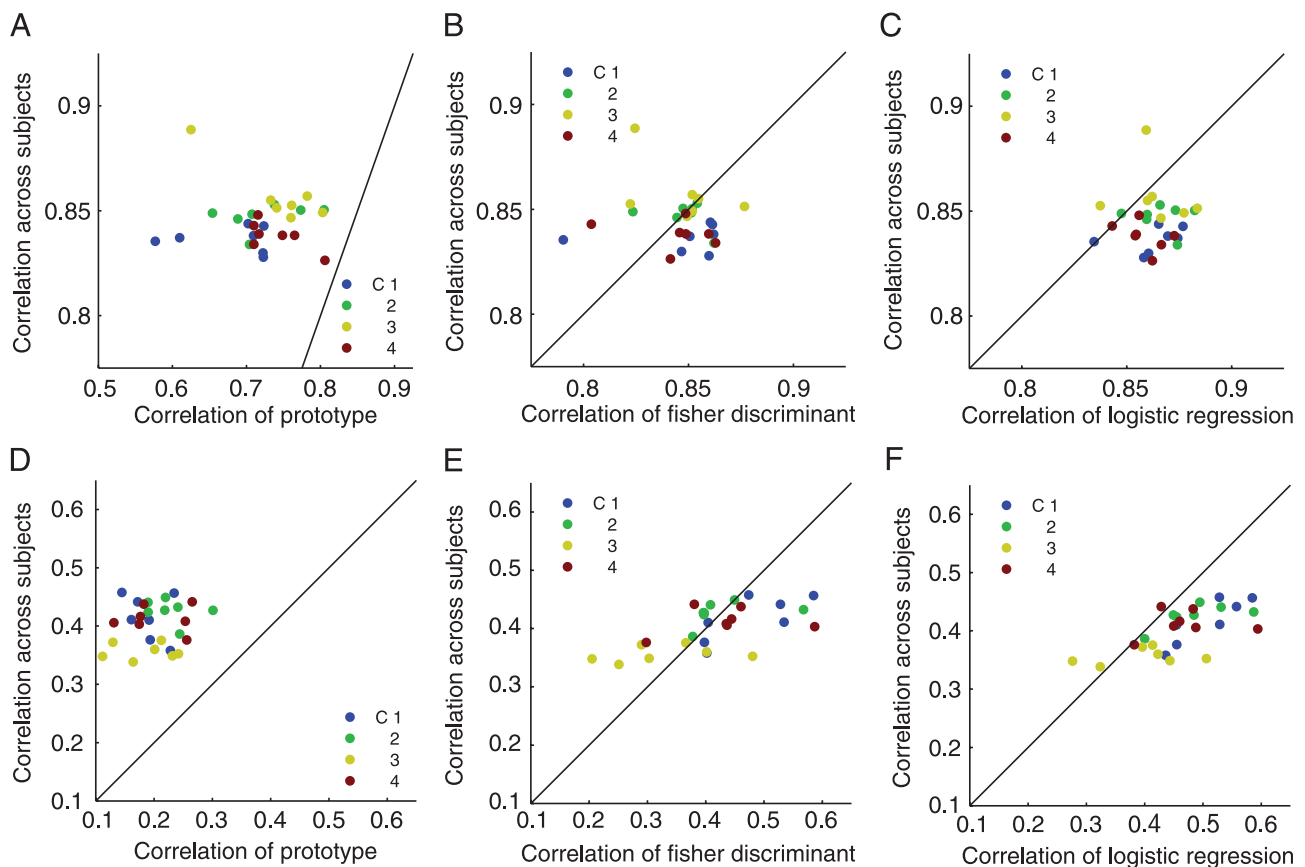 A
Correlation across subjects
0.9
0.85
0.8
0.5 0.6 0.7 0.8 0.9
Correlation of prototype
C 1
2
3
4
B
Correlation across subjects
0.9
0.85
0.8
0.8 0.85 0.9
Correlation of fisher discriminant
C 1
2
3
4
C
Correlation across subjects
0.9
0.85
0.8
0.8 0.85 0.9
Correlation of logistic regression
C 1
2
3
4
D
Correlation across subjects
0.6
0.5
0.4
0.3
0.2
0.1
0.1 0.2 0.3 0.4 0.5 0.6
Correlation of prototype
C 1
2
3
4
E
Correlation across subjects
0.6
0.5
0.4
0.3
0.2
0.1
0.1 0.2 0.3 0.4 0.5 0.6
Correlation of fisher discriminant
C 1
2
3
4
F
Correlation across subjects
0.6
0.5
0.4
0.3
0.2
0.1
0.1 0.2 0.3 0.4 0.5 0.6
Correlation of logistic regression
C 1
2
3
4